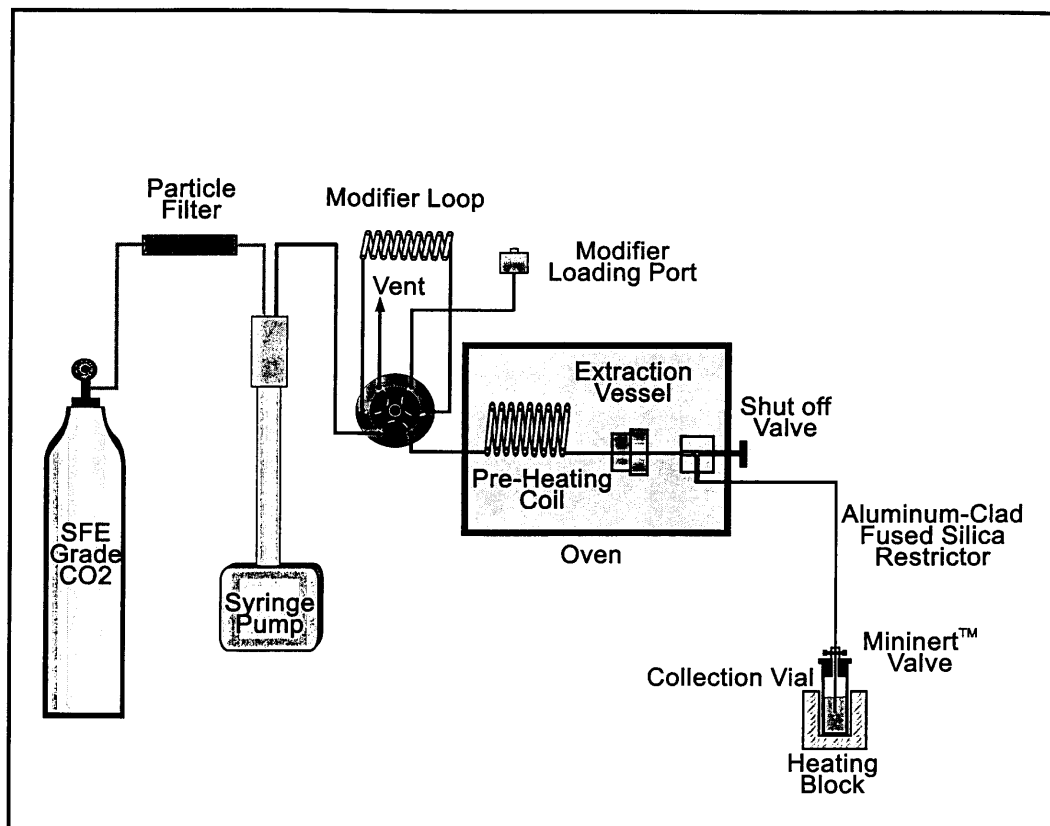 Particle
Filter
Modifier Loop
Modifier
Loading Port
Vent
Extraction
Vessel
Shut off
Valve
Pre-Heating
Coil
SFE
Grade
CO2
Aluminum-Clad
Fused Silica
Restrictor
Oven
Syringe
Pump
Mininert™
Valve
Collection Vial
Heating
Block